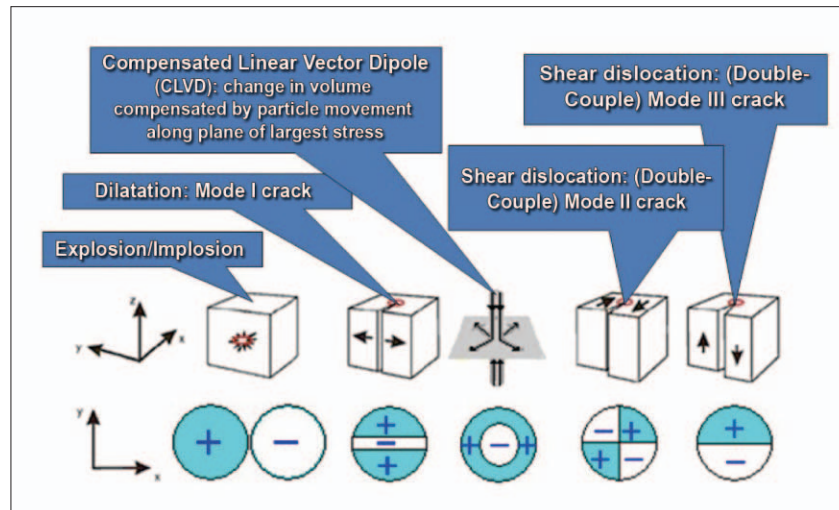 Compensated Linear Vector Dipole
(CLVD): change in volume
compensated by particle movement
along plane of largest stress
Shear dislocation: (Double-
Couple) Mode III crack
Dilatation: Mode I crack
Shear dislocation: (Double-
Couple) Mode II crack
Explosion/Implosion
z
y
x
y
x
+
−
+
−
+
+
−
+
−
+
+
−
+
−